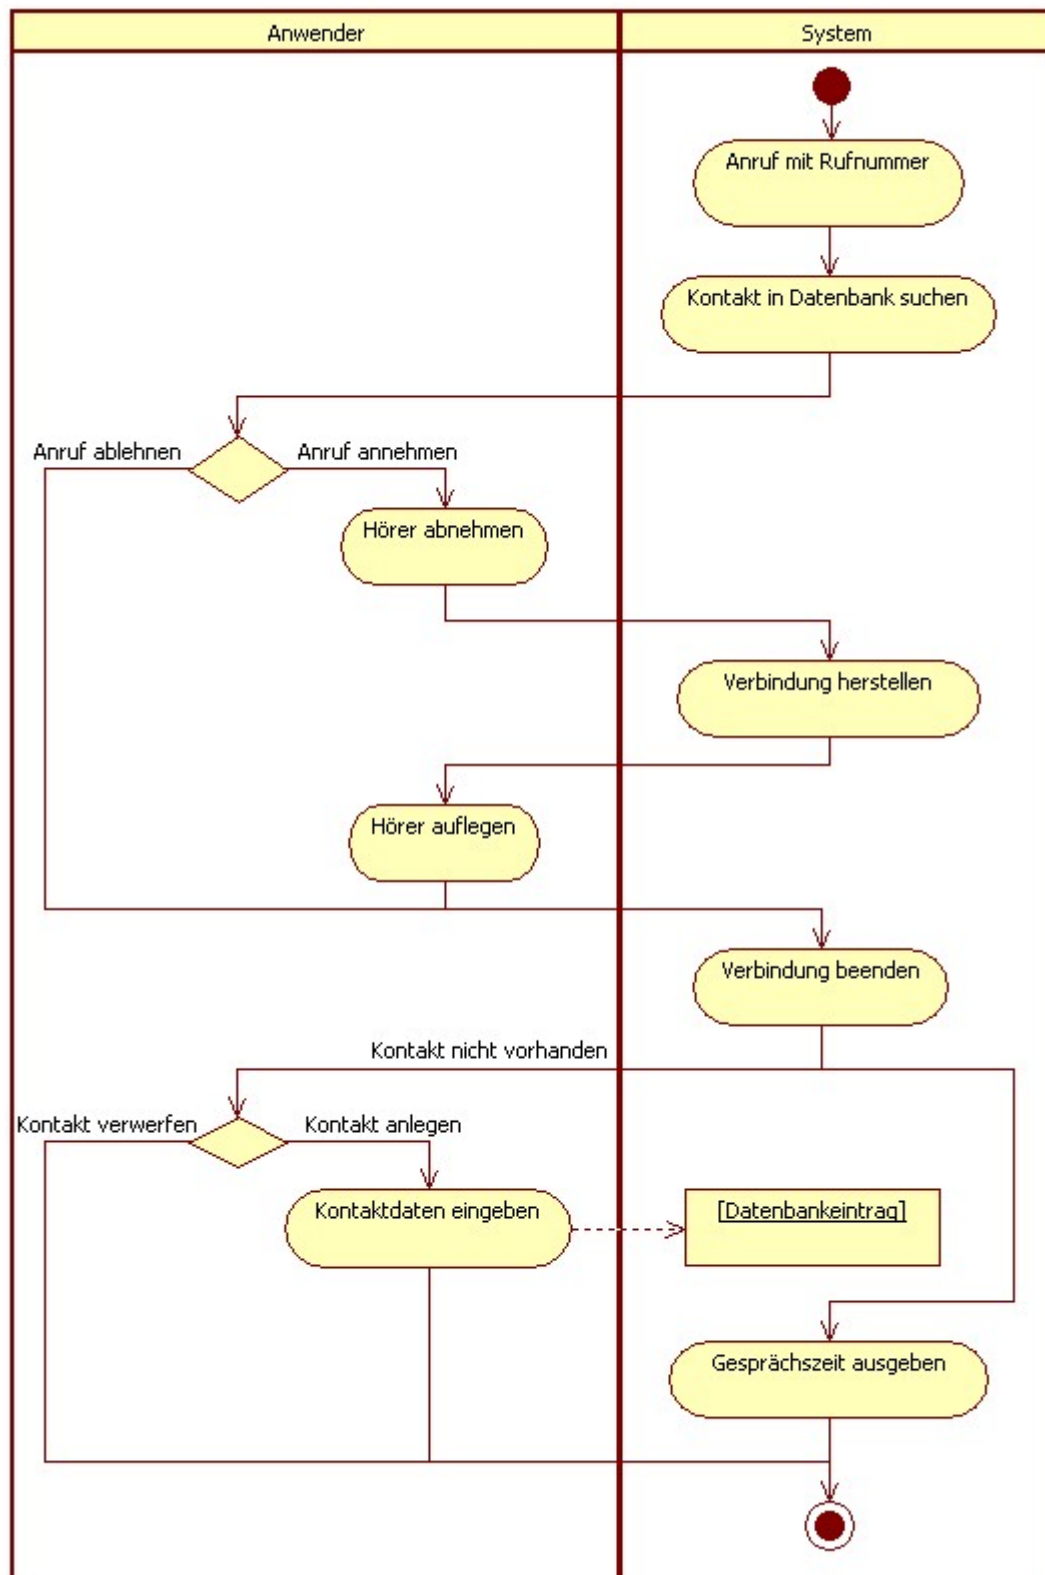 Anwender
System
Anruf mit Rufnummer
Kontakt in Datenbank suchen
Anruf ablehnen
Anruf annehmen
Hörer abnehmen
Verbindung herstellen
Hörer auflegen
Verbindung beenden
Kontakt nicht vorhanden
Kontakt verwerfen
Kontakt anlegen
Kontaktdaten eingeben
[Datenbankeintrag]
Gesprächszeit ausgeben